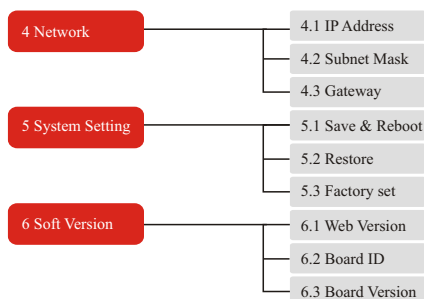 4 Network
4.1 IP Address
4.2 Subnet Mask
4.3 Gateway
5 System Setting
5.1 Save & Reboot
5.2 Restore
5.3 Factory set
6 Soft Version
6.1 Web Version
6.2 Board ID
6.3 Board Version